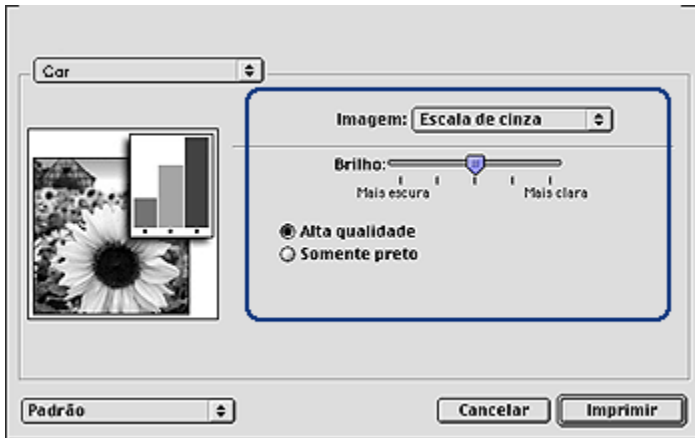 Cor
Imagem: Escala de cinza
Brilho:
Mais escura Mais clara
Alta qualidade
Somente preto
Padrão Cancelar Imprimir